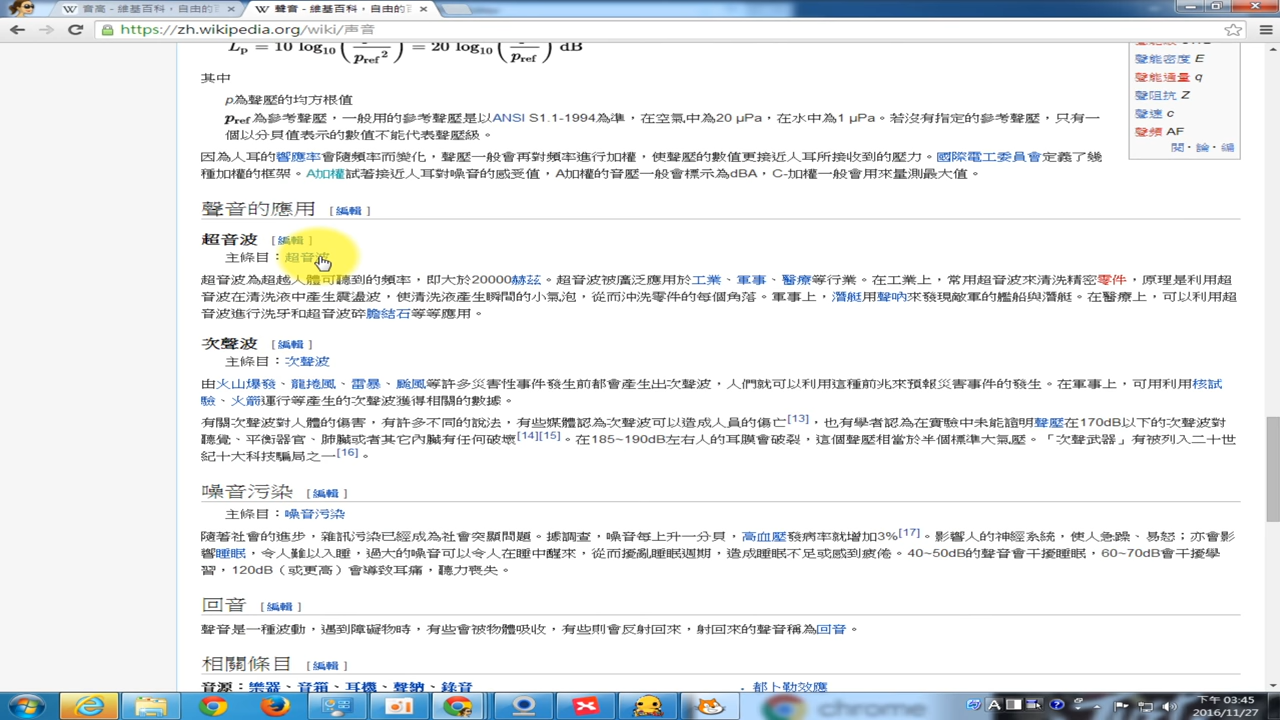 音高 - 維基百科，自由的百
聲音 - 維基百科，自由的百
https://zh.wikipedia.org/wiki/声音
L_p = 10 log₁₀ ( / p_ref² ) = 20 log₁₀ ( / p_ref ) dB
其中
p為聲壓的均方根值
p_ref為參考聲壓，一般用的參考聲壓是以ANSI S1.1-1994為準，在空氣中為20 μPa，在水中為1 μPa。若沒有指定的參考聲壓，只有一
個以分貝值表示的數值不能代表聲壓級。
因為人耳的響應率會隨頻率而變化，聲壓一般會再對頻率進行加權，使聲壓的數值更接近人耳所接收到的壓力。國際電工委員會定義了幾
種加權的框架。A加權試著接近人耳對噪音的感受值，A加權的音壓一般會標示為dBA，C-加權一般會用來量測最大值。
聲能密度 E
聲能通量 q
聲阻抗 Z
聲速 c
聲頻 AF
閱·論·編
聲音的應用 [編輯]
超音波 [編輯]
主條目：超音波
超音波為超越人體可聽到的頻率，即大於20000赫茲。超音波被廣泛應用於工業、軍事、醫療等行業。在工業上，常用超音波來清洗精密零件，原理是利用超
音波在清洗液中產生震盪波，使清洗液產生瞬間的小氣泡，從而沖洗零件的每個角落。軍事上，潛艇用聲吶來發現敵軍的艦船與潛艇。在醫療上，可以利用超
音波進行洗牙和超音波碎膽結石等等應用。
次聲波 [編輯]
主條目：次聲波
由火山爆發、龍捲風、雷暴、颱風等許多災害性事件發生前都會產生出次聲波，人們就可以利用這種前兆來預報災害事件的發生。在軍事上，可用利用核試
驗、火箭運行等產生的次聲波獲得相關的數據。
有關次聲波對人體的傷害，有許多不同的說法，有些媒體認為次聲波可以造成人員的傷亡[13]，也有學者認為在實驗中未能證明聲壓在170dB以下的次聲波對
聽覺、平衡器官、肺臟或者其它內臟有任何破壞[14][15]。在185~190dB左右人的耳膜會破裂，這個聲壓相當於半個標準大氣壓。「次聲武器」有被列入二十世
紀十大科技騙局之一[16]。
噪音污染 [編輯]
主條目：噪音污染
隨著社會的進步，雜訊污染已經成為社會突顯問題。據調查，噪音每上升一分貝，高血壓發病率就增加3%[17]。影響人的神經系統，使人急躁、易怒；亦會影
響睡眠，令人難以入睡，過大的噪音可以令人在睡中醒來，從而擾亂睡眠週期，造成睡眠不足或感到疲倦。40~50dB的聲音會干擾睡眠，60~70dB會干擾學
習，120dB（或更高）會導致耳痛，聽力喪失。
回音 [編輯]
聲音是一種波動，遇到障礙物時，有些會被物體吸收，有些則會反射回來，射回來的聲音稱為回音。
相關條目 [編輯]
音源：樂器、音箱、耳機、聲納、錄音
都卜勒效應
下午 03:45
2016/11/27